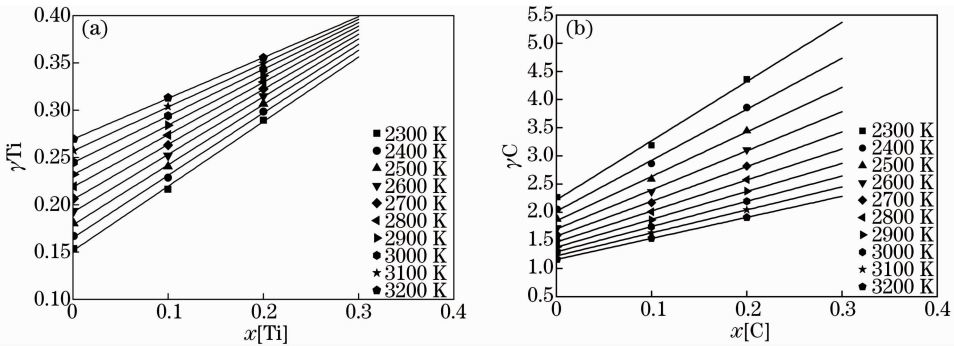 (a)
γTi
0.40
0.35
0.30
0.25
0.20
0.15
0.10
0
0.1
0.2
0.3
0.4
x[Ti]
2300 K
2400 K
2500 K
2600 K
2700 K
2800 K
2900 K
3000 K
3100 K
3200 K
(b)
γC
5.5
5.0
4.5
4.0
3.5
3.0
2.5
2.0
1.5
1.0
0.5
0
0.1
0.2
0.3
0.4
x[C]
2300 K
2400 K
2500 K
2600 K
2700 K
2800 K
2900 K
3000 K
3100 K
3200 K